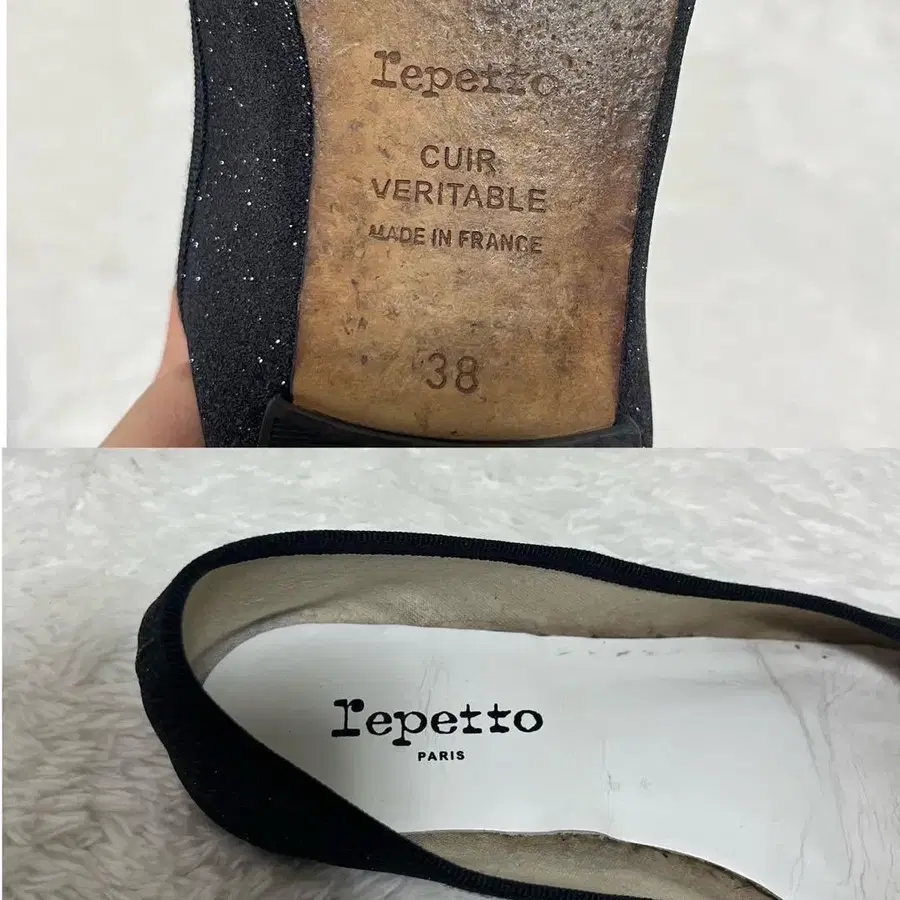 repetto
CUIR
VERITABLE
MADE IN FRANCE
38
repetto
PARIS